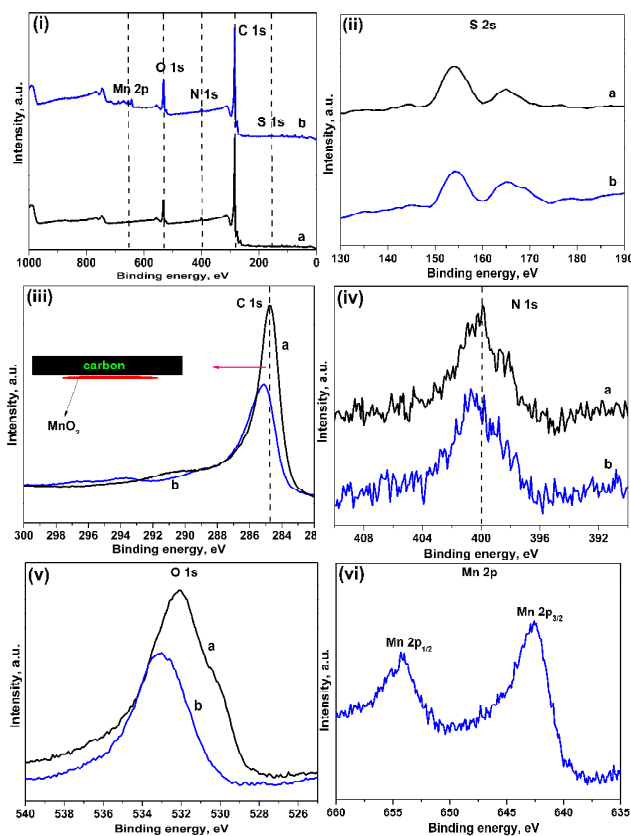 (i)
C 1s
O 1s
Mn 2p
N 1s
S 1s
b
a
Intensity, a.u.
1000 800 600 400 200 0
Binding energy, eV
(ii)
S 2s
a
b
Intensity, a.u.
130 140 150 160 170 180 190
Binding energy, eV
(iii)
C 1s
a
carbon
MnO2
b
Intensity, a.u.
300 298 296 294 292 290 288 286 284 28
Binding energy, eV
(iv)
N 1s
a
b
Intensity, a.u.
408 404 400 396 392
Binding energy, eV
(v)
O 1s
a
b
Intensity, a.u.
540 538 536 534 532 530 528 526
Binding energy, eV
(vi)
Mn 2p
Mn 2p3/2
Mn 2p1/2
Intensity, a.u.
660 655 650 645 640 635
Binding energy, eV